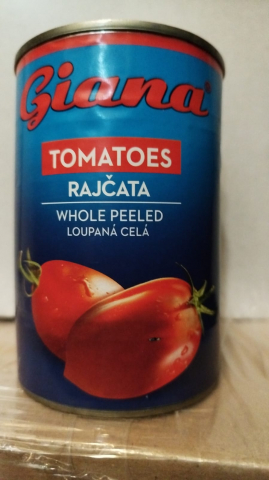 Giana
TOMATOES
RAJČATA
WHOLE PEELED
LOUPANÁ CELÁ